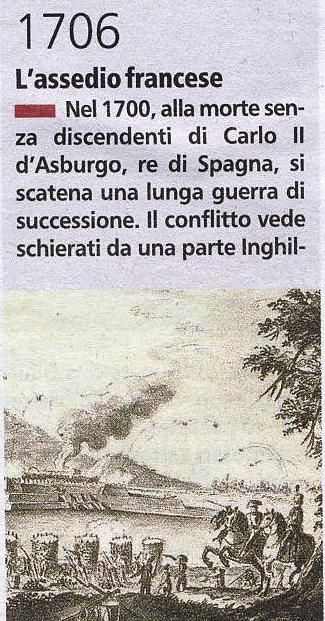 1706
L'assedio francese
Nel 1700, alla morte sen-
za discendenti di Carlo II
d'Asburgo, re di Spagna, si
scatena una lunga guerra di
successione. Il conflitto vede
schierati da una parte Inghil-